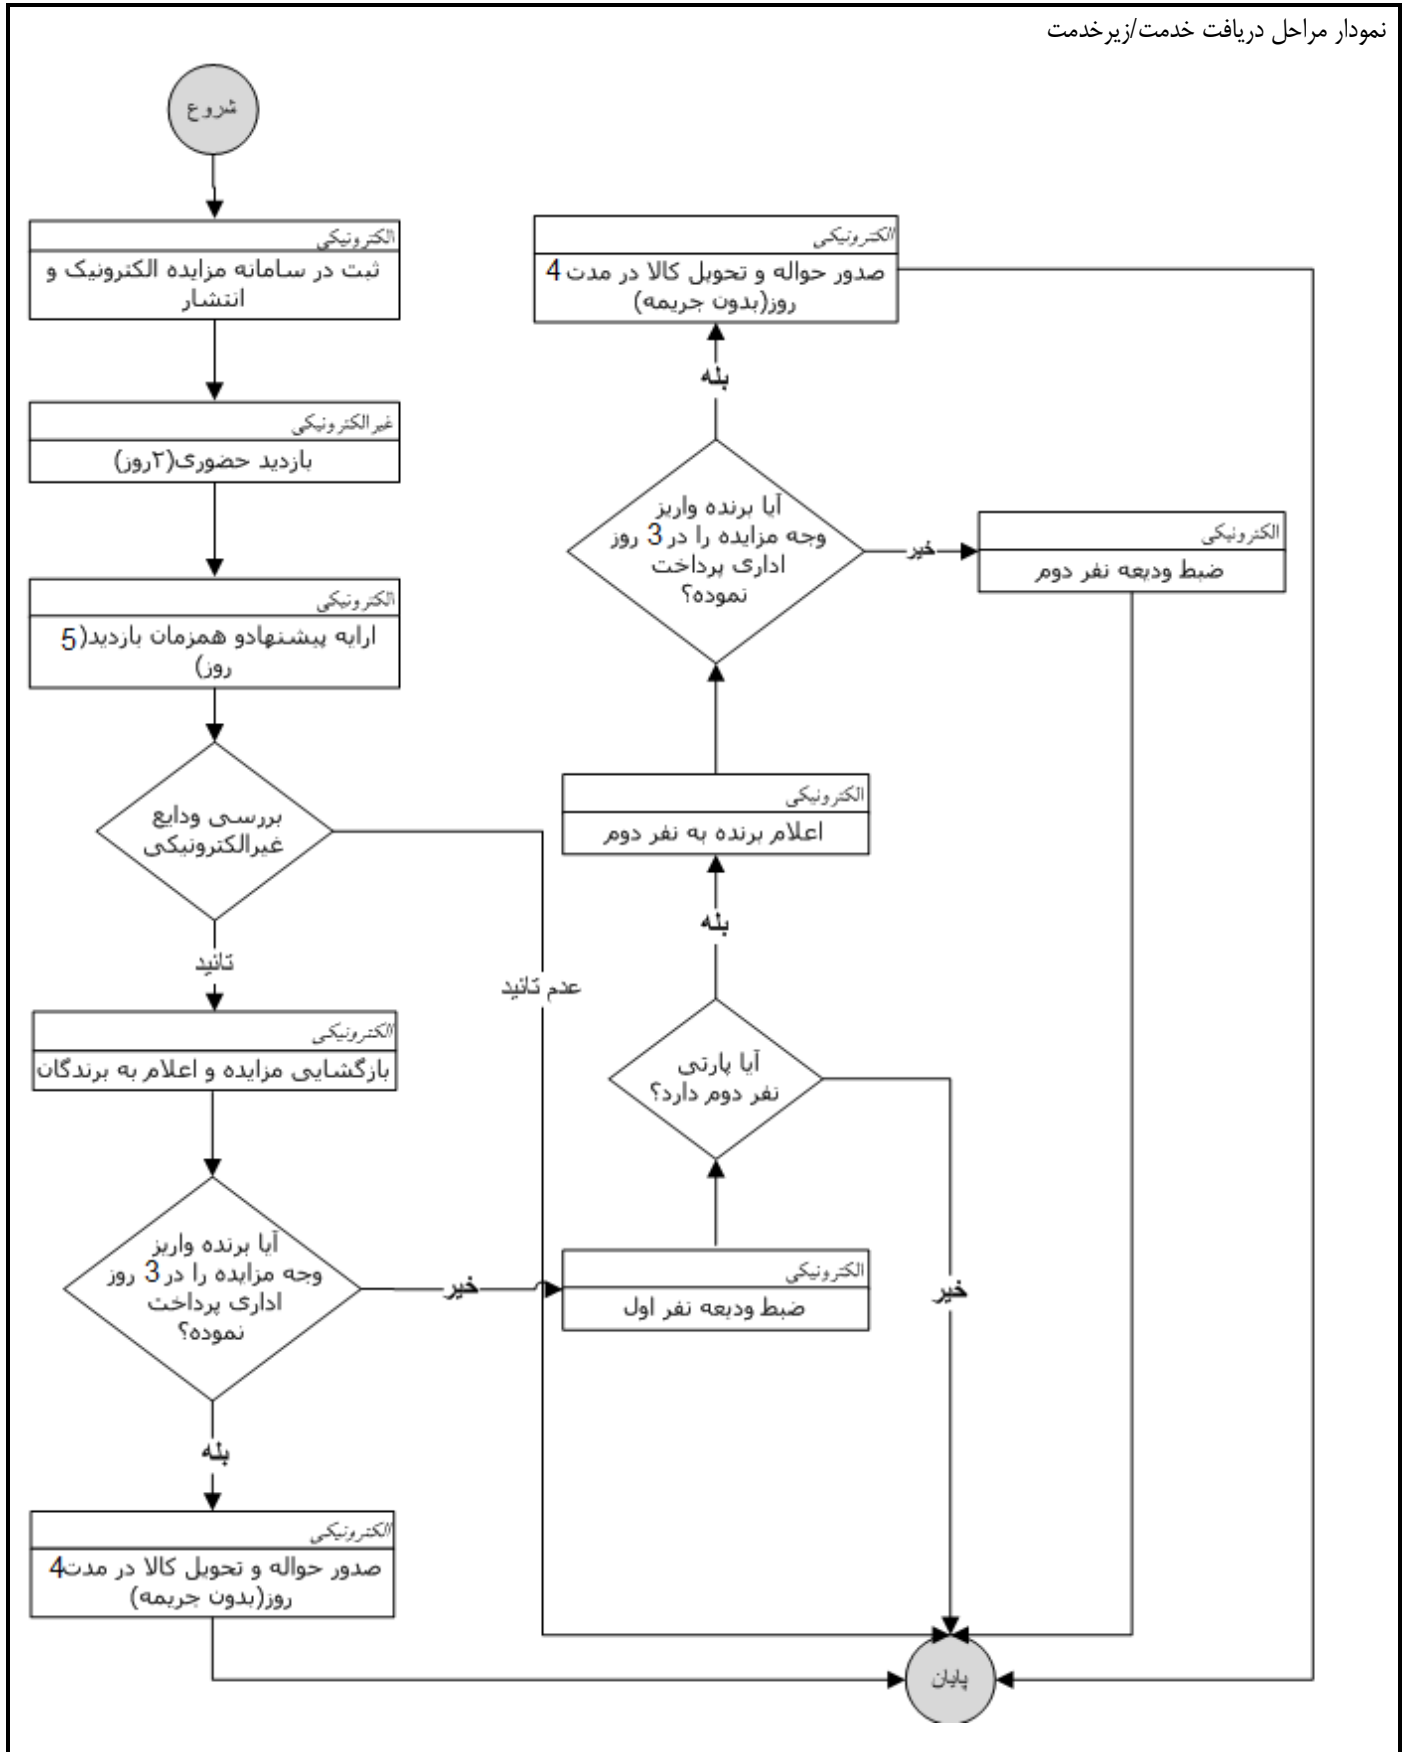 نمودار مراحل دریافت خدمت/زیرخدمت
شروع
الکترونیکی
ثبت در سامانه مزایده الکترونیک و
انتشار
غیرالکترونیکی
بازدید حضوری(۲روز)
الکترونیکی
ارایه پیشنهادو همزمان بازدید(5
روز)
بررسی ودایع
غیرالکترونیکی
تائید
عدم تائید
الکترونیکی
بازگشایی مزایده و اعلام به برندگان
آیا برنده واریز
وجه مزایده را در 3 روز
اداری پرداخت
نموده؟
خیر
بله
الکترونیکی
صدور حواله و تحویل کالا در مدت4
روز(بدون جریمه)
الکترونیکی
ضبط ودیعه نفر اول
آیا پارتی
نفر دوم دارد؟
خیر
بله
الکترونیکی
اعلام برنده به نفر دوم
آیا برنده واریز
وجه مزایده را در 3 روز
اداری پرداخت
نموده؟
خیر
الکترونیکی
ضبط ودیعه نفر دوم
بله
الکترونیکی
صدور حواله و تحویل کالا در مدت 4
روز(بدون جریمه)
پایان